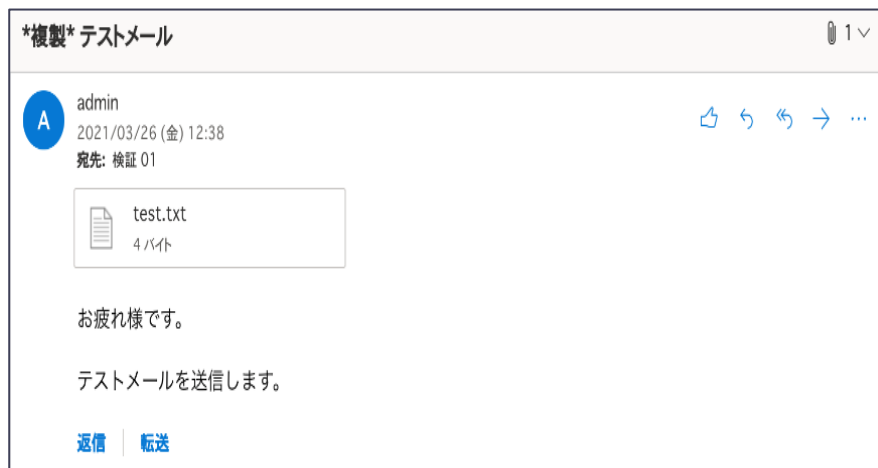 *複製* テストメール
1
A
admin
2021/03/26 (金) 12:38
宛先: 検証 01
test.txt
4 バイト
お疲れ様です。
テストメールを送信します。
返信 転送